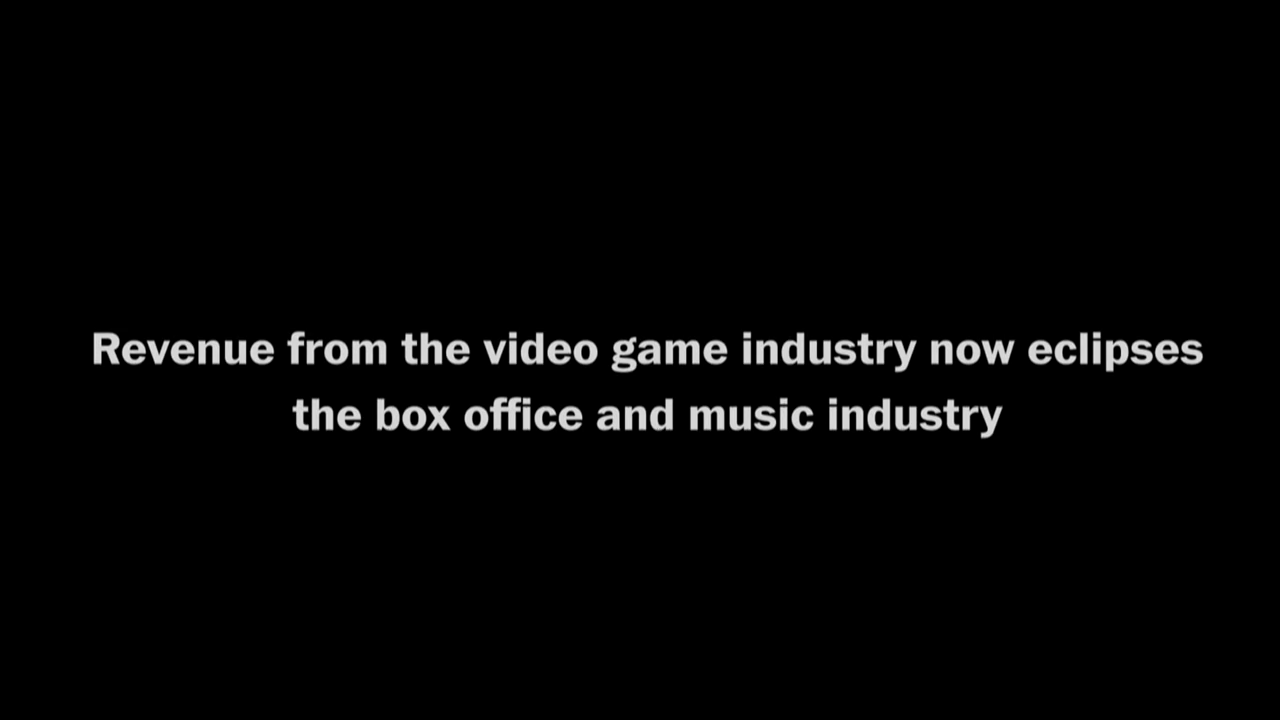 Revenue from the video game industry now eclipses
the box office and music industry